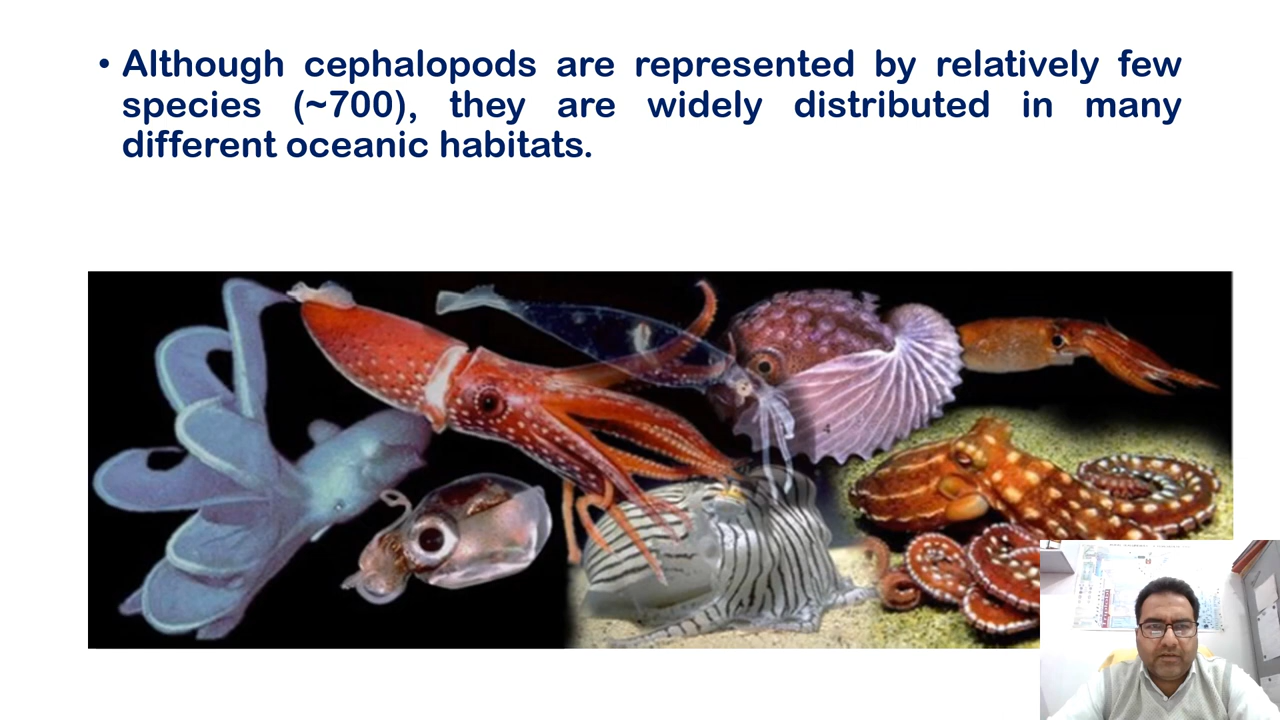 • Although cephalopods are represented by relatively few
species (~700), they are widely distributed in many
different oceanic habitats.